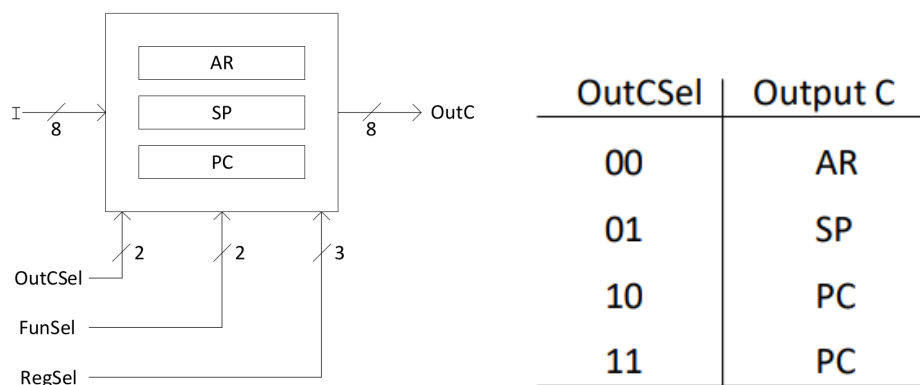 AR
I
8
SP
8
OutC
PC
2
2
3
OutCSel
FunSel
RegSel
OutCSel Output C
00 AR
01 SP
10 PC
11 PC